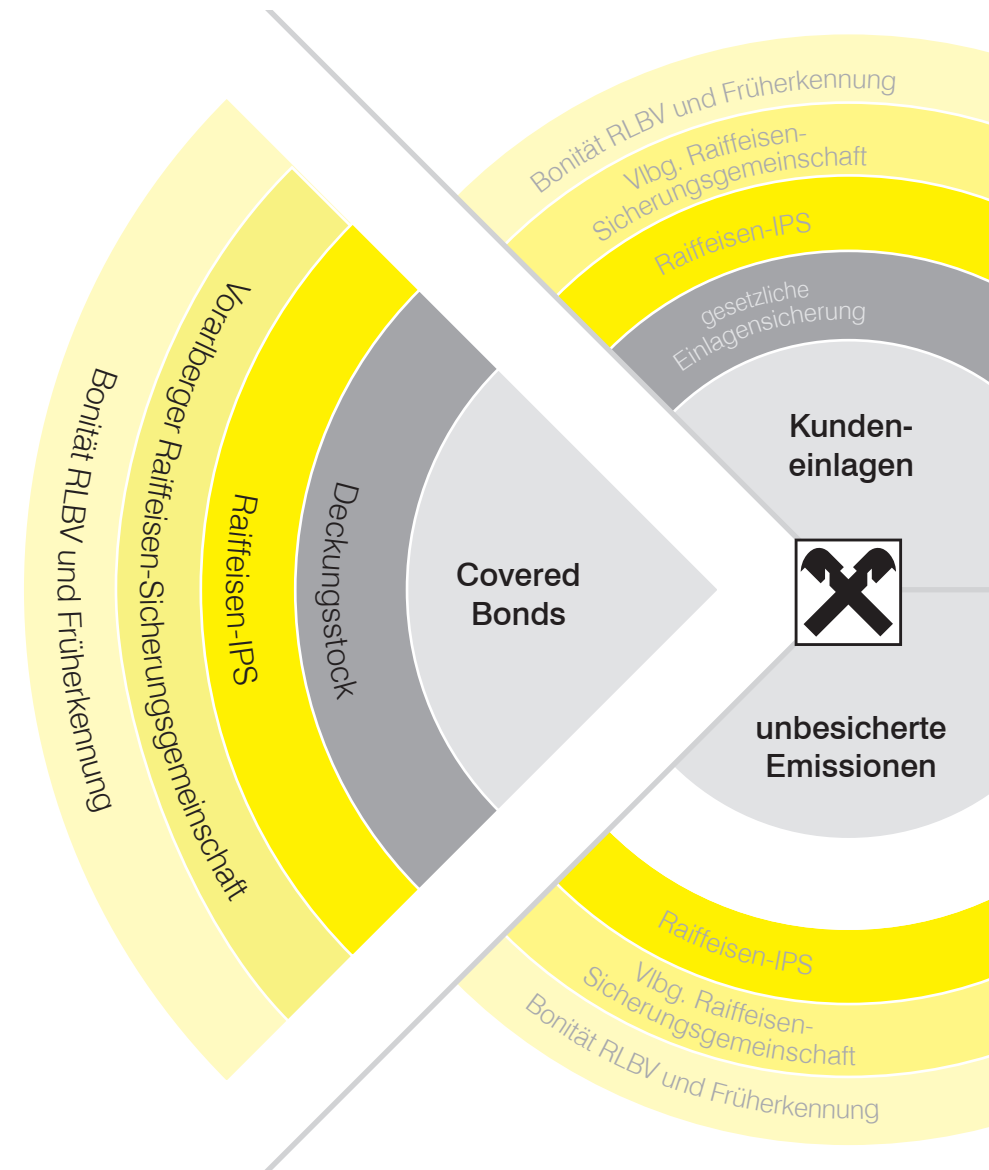 Bonität RLBV und Früherkennung
Vorarlberger Raiffeisen-Sicherungsgemeinschaft
Raiffeisen-IPS
Deckungsstock
Covered
Bonds
Bonität RLBV und Früherkennung
Vlbg. Raiffeisen-
Sicherungsgemeinschaft
Raiffeisen-IPS
gesetzliche
Einlagensicherung
Kunden-
einlagen
unbesicherte
Emissionen
Raiffeisen-IPS
Vlbg. Raiffeisen-
Sicherungsgemeinschaft
Bonität RLBV und Früherkennung